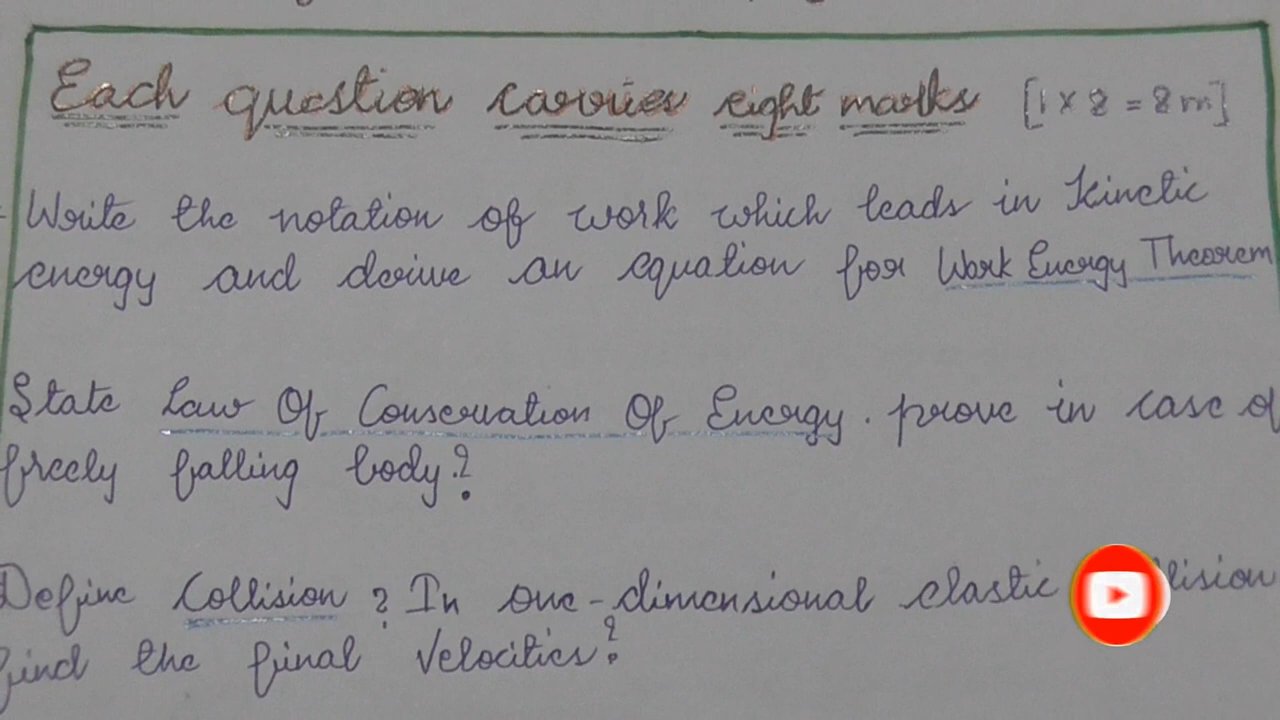 Each question carries eight marks [1 x 8 = 8m]
Write the notation of work which leads in Kinetic
energy and derive an equation for Work Energy Theorem
State Law Of Conservation Of Energy. prove in case of
freely falling body?
Define Collision? In one-dimensional elastic llision
find the final Velocities?